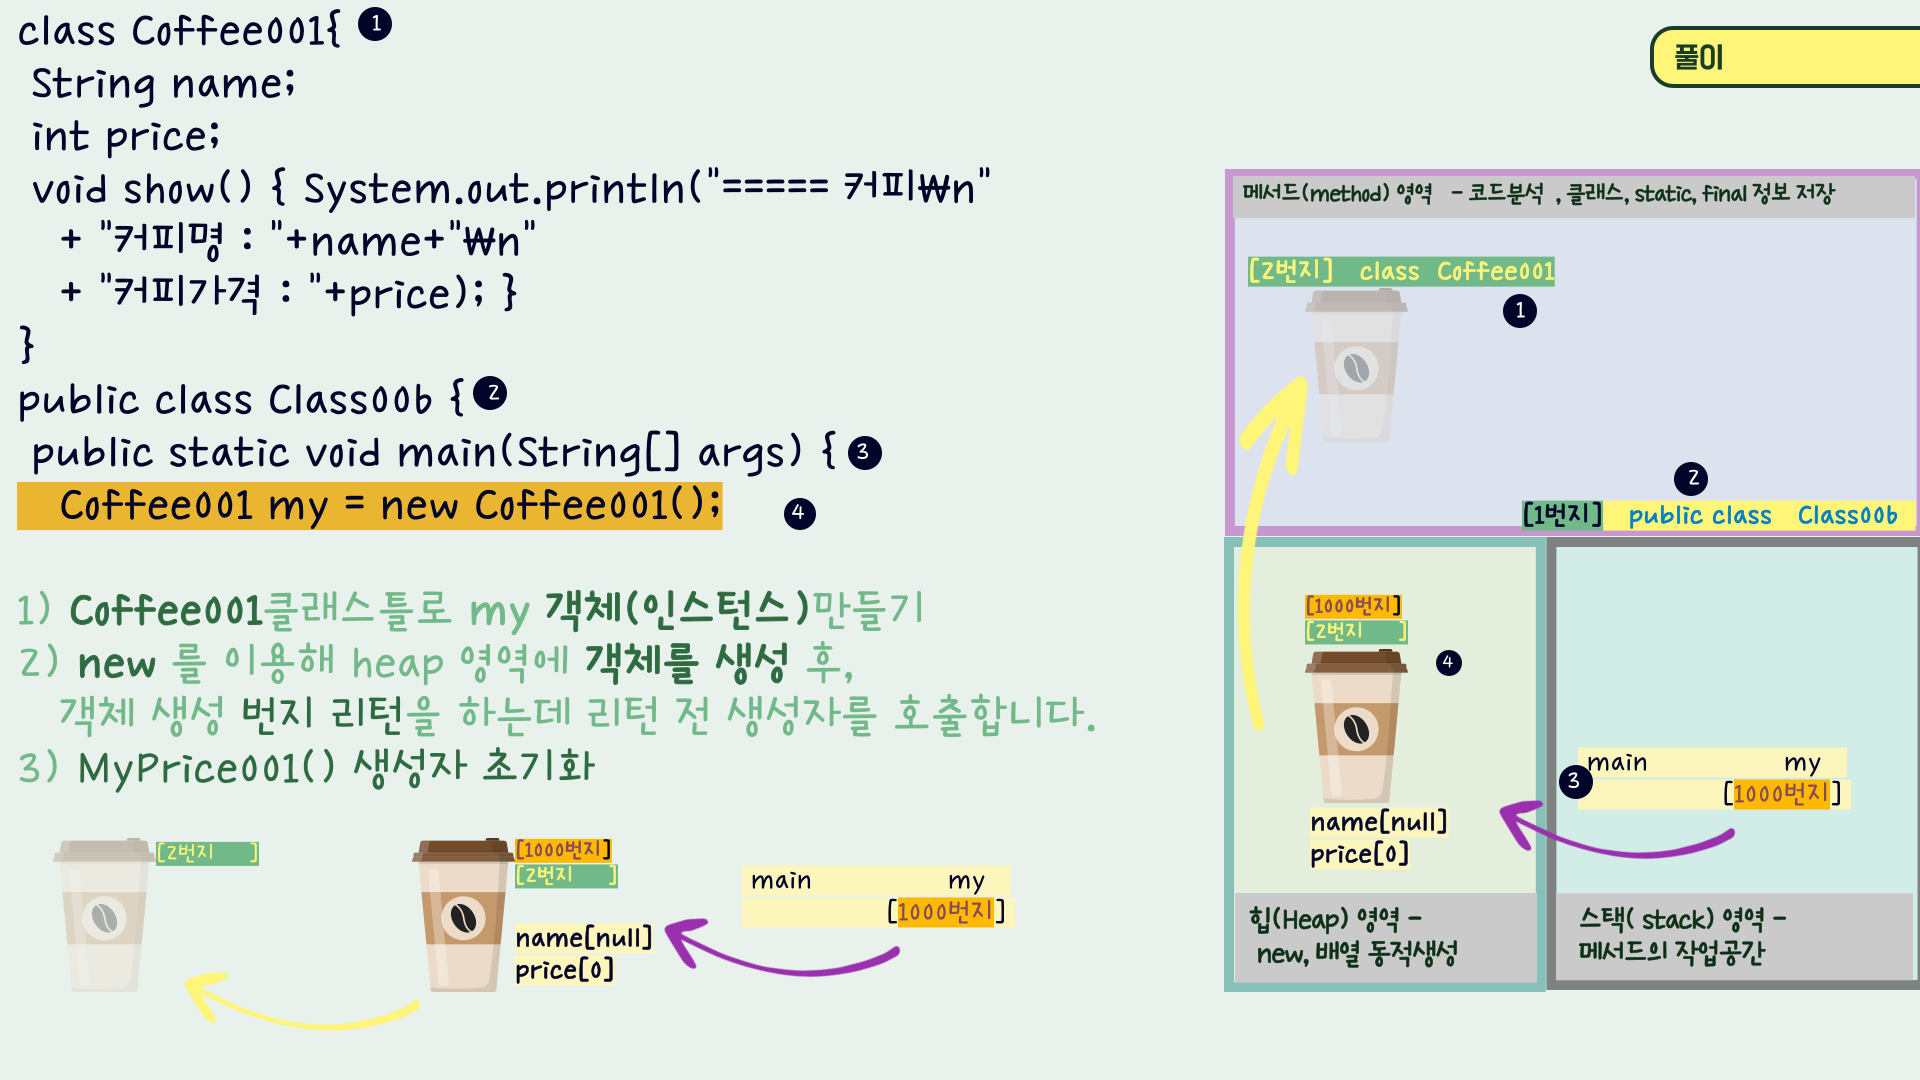 class Coffee001{ 1
String name;
int price;
void show() { System.out.println("===== 커피₩n"
+ "커피명 : "+name+"₩n"
+ "커피가격 : "+price); }
}
public class Class00b { 2
public static void main(String[] args) { 3
Coffee001 my = new Coffee001(); 4
1) Coffee001클래스틀로 my 객체(인스턴스)만들기
2) new 를 이용해 heap 영역에 객체를 생성 후,
객체 생성 번지 리턴을 하는데 리턴 전 생성자를 호출합니다.
3) MyPrice001() 생성자 초기화
[2번지 ]
[1000번지]
[2번지 ]
name[null]
price[0]
main my
[1000번지]
풀이
메서드(method) 영역 - 코드분석 , 클래스, static, final 정보 저장
[2번지] class Coffee001
1
2
[1번지] public class Class00b
[1000번지]
[2번지 ]
4
name[null]
price[0]
힙(Heap) 영역 -
new, 배열 동적생성
main my
3 [1000번지]
스택( stack) 영역 -
메서드의 작업공간